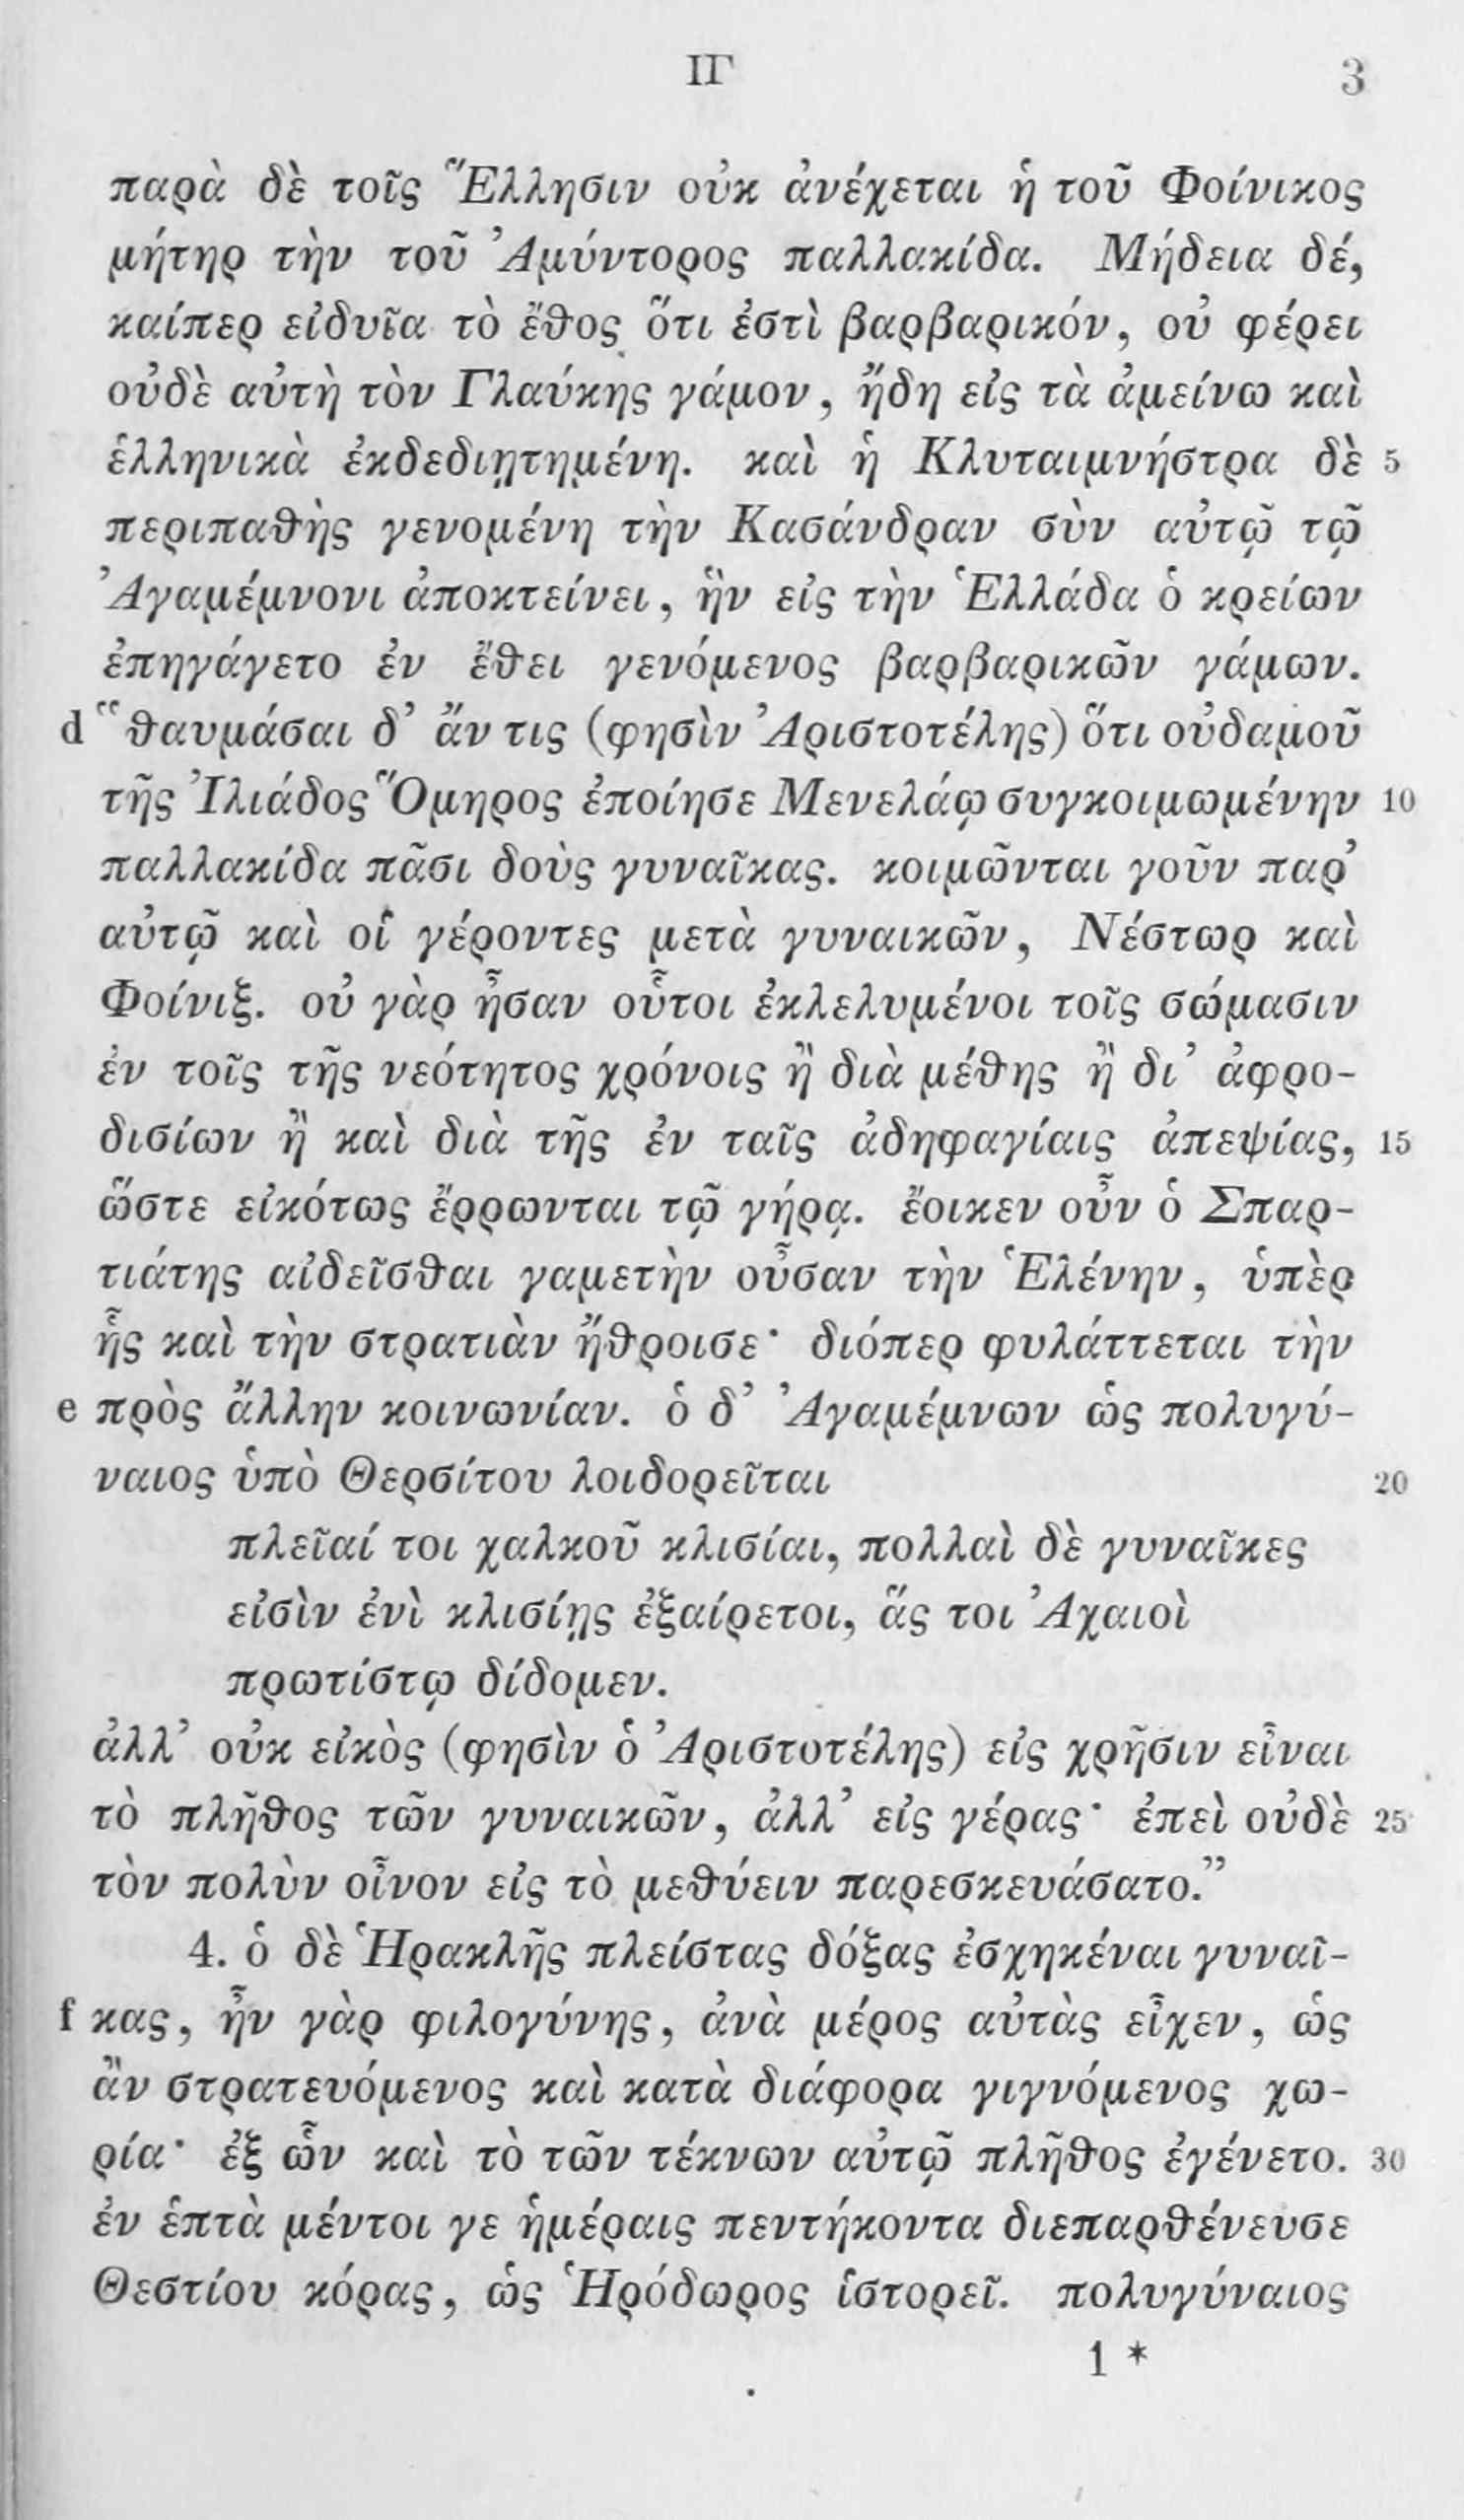 ΙΓ 3
παρὰ δὲ τοῖς Ἕλλησιν οὐκ ἀνέχεται ἡ τοῦ Φοίνικος
μήτηρ τὴν τοῦ Ἀμύντορος παλλακίδα. Μήδεια δέ,
καίπερ εἰδυῖα τὸ ἔθος ὅτι ἐστὶ βαρβαρικόν, οὐ φέρει
οὐδὲ αὐτὴ τὸν Γλαύκης γάμον, ἤδη εἰς τὰ ἀμείνω καὶ
ἑλληνικὰ ἐκδεδιῃτημένη. καὶ ἡ Κλυταιμνήστρα δὲ 5
περιπαθὴς γενομένη τὴν Κασάνδραν σὺν αὐτῷ τῷ
Ἀγαμέμνονι ἀποκτείνει, ἣν εἰς τὴν Ἑλλάδα ὁ κρείων
ἐπηγάγετο ἐν ἔθει γενόμενος βαρβαρικῶν γάμων.
d “θαυμάσαι δ’ ἄν τις (φησὶν Ἀριστοτέλης) ὅτι οὐδαμοῦ
τῆς Ἰλιάδος Ὅμηρος ἐποίησε Μενελάῳ συγκοιμωμένην 10
παλλακίδα πᾶσι δοὺς γυναῖκας. κοιμῶνται γοῦν παρ’
αὐτῷ καὶ οἱ γέροντες μετὰ γυναικῶν, Νέστωρ καὶ
Φοίνιξ. οὐ γὰρ ἦσαν οὗτοι ἐκλελυμένοι τοῖς σώμασιν
ἐν τοῖς τῆς νεότητος χρόνοις ἢ διὰ μέθης ἢ δι’ ἀφρο-
δισίων ἢ καὶ διὰ τῆς ἐν ταῖς ἀδηφαγίαις ἀπεψίας, 15
ὥστε εἰκότως ἔρρωνται τῷ γήρᾳ. ἔοικεν οὖν ὁ Σπαρ-
τιάτης αἰδεῖσθαι γαμετὴν οὖσαν τὴν Ἑλένην, ὑπὲρ
ἧς καὶ τὴν στρατιὰν ἤθροισε· διόπερ φυλάττεται τὴν
e πρὸς ἄλλην κοινωνίαν. ὁ δ’ Ἀγαμέμνων ὡς πολυγύ-
ναιος ὑπὸ Θερσίτου λοιδορεῖται 20
πλεῖαί τοι χαλκοῦ κλισίαι, πολλαὶ δὲ γυναῖκες
εἰσὶν ἐνὶ κλισίῃς ἐξαίρετοι, ἅς τοι Ἀχαιοὶ
πρωτίστῳ δίδομεν.
ἀλλ’ οὐκ εἰκὸς (φησὶν ὁ Ἀριστοτέλης) εἰς χρῆσιν εἶναι
τὸ πλῆθος τῶν γυναικῶν, ἀλλ’ εἰς γέρας· ἐπεὶ οὐδὲ 25
τὸν πολὺν οἶνον εἰς τὸ μεθύειν παρεσκευάσατο.”
4. ὁ δὲ Ἡρακλῆς πλείστας δόξας ἐσχηκέναι γυναῖ-
f κας, ἦν γὰρ φιλογύνης, ἀνὰ μέρος αὐτὰς εἶχεν, ὡς
ἂν στρατευόμενος καὶ κατὰ διάφορα γιγνόμενος χω-
ρία· ἐξ ὧν καὶ τὸ τῶν τέκνων αὐτῷ πλῆθος ἐγένετο. 30
ἐν ἑπτὰ μέντοι γε ἡμέραις πεντήκοντα διεπαρθένευσε
Θεστίου κόρας, ὡς Ἡρόδωρος ἱστορεῖ. πολυγύναιος
1 *